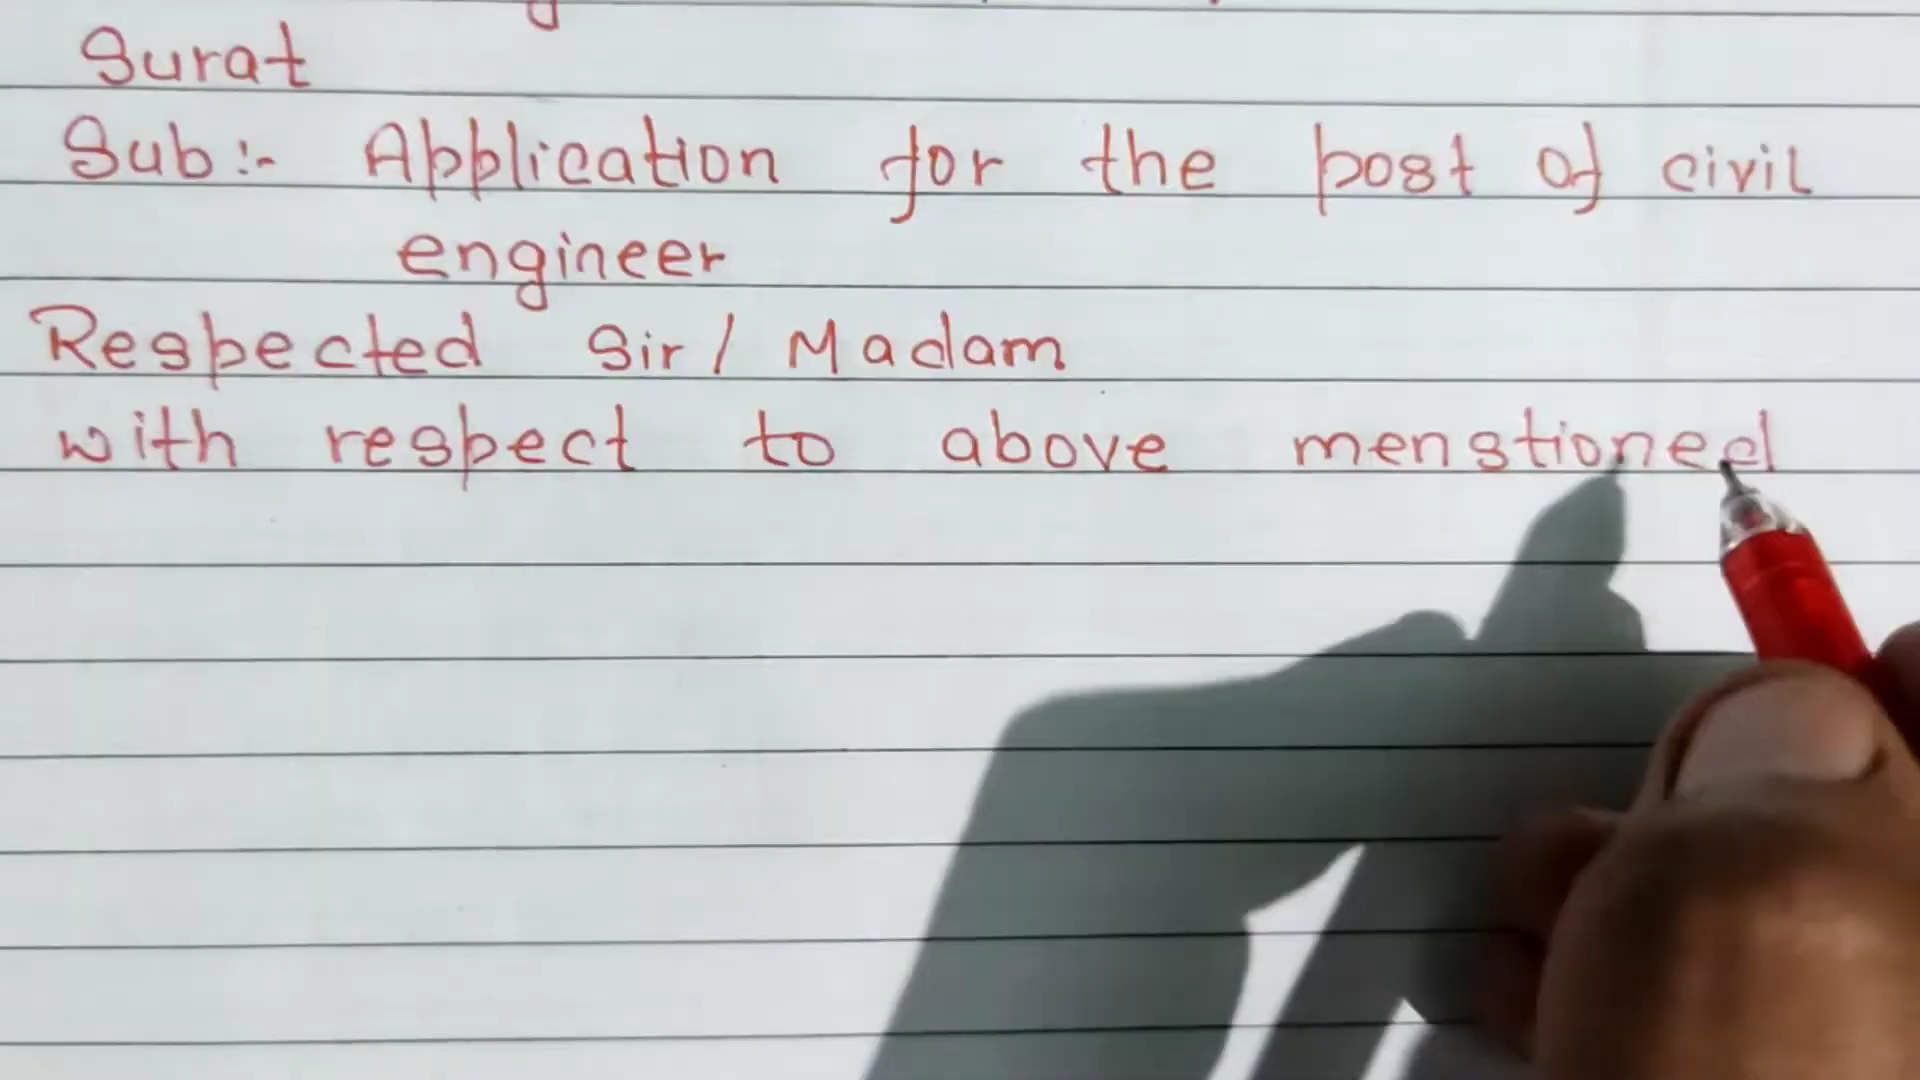 Surat
Sub:- Application for the post of civil
engineer
Respected Sir/ Madam
with respect to above menstioned